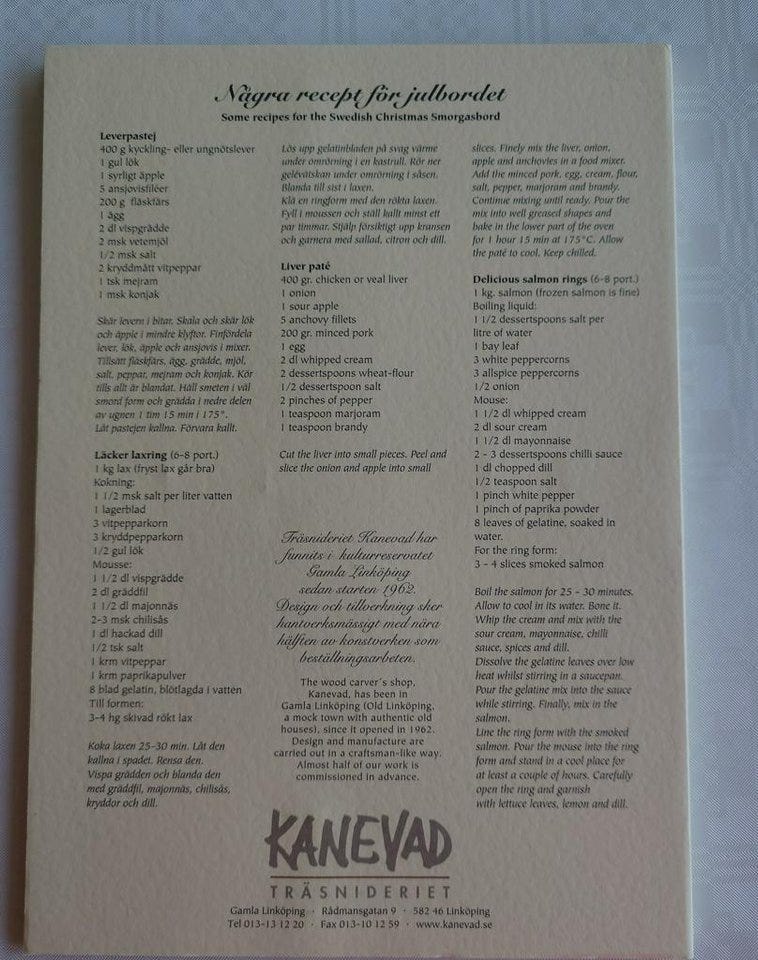 Några recept för julbordet
Some recipes for the Swedish Christmas Smorgasbord
Leverpastej
400 g kyckling- eller ungnötslever
1 gul lök
1 syrligt äpple
5 ansjovisfiléer
200 g fläskfärs
1 ägg
2 dl vispgrädde
2 msk vetemjöl
1/2 msk salt
2 kryddmått vitpeppar
1 tsk mejram
1 msk konjak
Skär levern i bitar. Skala och skär lök
och äpple i mindre klyftor. Finfördela
lever, lök, äpple och ansjovis i mixer.
Tillsätt fläskfärs, ägg, grädde, mjöl,
salt, peppar, mejram och konjak. Kör
tills allt är blandat. Häll smeten i väl
smord form och grädda i nedre delen
av ugnen 1 tim 15 min i 175°.
Låt pastejen kallna. Förvara kallt.
Läcker laxring (6-8 port.)
1 kg lax (fryst lax går bra)
Kokning:
1 1/2 msk salt per liter vatten
1 lagerblad
3 vitpepparkorn
3 kryddpepparkorn
1/2 gul lök
Mousse:
1 1/2 dl vispgrädde
2 dl gräddfil
1 1/2 dl majonnäs
2-3 msk chilisås
1 dl hackad dill
1/2 tsk salt
1 krm vitpeppar
1 krm paprikapulver
8 blad gelatin, blötlagda i vatten
Till formen:
3-4 hg skivad rökt lax
Koka laxen 25-30 min. Låt den
kallna i spadet. Rensa den.
Vispa grädden och blanda den
med gräddfil, majonnäs, chilisås,
kryddor och dill.
Lös upp gelatinbladen på svag värme
under omrörning i en kastrull. Rör ner
gelévätskan under omrörning i såsen.
Blanda till sist i laxen.
Klä en ringform med den rökta laxen.
Fyll i moussen och ställ kallt minst ett
par timmar. Stjälp försiktigt upp kransen
och garnera med sallad, citron och dill.
Liver paté
400 gr. chicken or veal liver
1 onion
1 sour apple
5 anchovy fillets
200 gr. minced pork
1 egg
2 dl whipped cream
2 dessertspoons wheat-flour
1/2 dessertspoon salt
2 pinches of pepper
1 teaspoon marjoram
1 teaspoon brandy
Cut the liver into small pieces. Peel and
slice the onion and apple into small
slices. Finely mix the liver, onion,
apple and anchovies in a food mixer.
Add the minced pork, egg, cream, flour,
salt, pepper, marjoram and brandy.
Continue mixing until ready. Pour the
mix into well greased shapes and
bake in the lower part of the oven
for 1 hour 15 min at 175°C. Allow
the paté to cool. Keep chilled.
Delicious salmon rings (6-8 port.)
1 kg. salmon (frozen salmon is fine)
Boiling liquid:
1 1/2 dessertspoons salt per
litre of water
1 bay leaf
3 white peppercorns
3 allspice peppercorns
1/2 onion
Mouse:
1 1/2 dl whipped cream
2 dl sour cream
1 1/2 dl mayonnaise
2 - 3 dessertspoons chilli sauce
1 dl chopped dill
1/2 teaspoon salt
1 pinch white pepper
1 pinch of paprika powder
8 leaves of gelatine, soaked in
water.
For the ring form:
3 - 4 slices smoked salmon
Boil the salmon for 25 - 30 minutes.
Allow to cool in its water. Bone it.
Whip the cream and mix with the
sour cream, mayonnaise, chilli
sauce, spices and dill.
Dissolve the gelatine leaves over low
heat whilst stirring in a saucepan.
Pour the gelatine mix into the sauce
while stirring. Finally, mix in the
salmon.
Line the ring form with the smoked
salmon. Pour the mouse into the ring
form and stand in a cool place for
at least a couple of hours. Carefully
open the ring and garnish
with lettuce leaves, lemon and dill.
Träsnideriet Kanevad har
funnits i kulturreservatet
Gamla Linköping
sedan starten 1962.
Design och tillverkning sker
hantverksmässigt med nära
hälften av konstverken som
beställningsarbeten.
The wood carver's shop,
Kanevad, has been in
Gamla Linköping (Old Linköping,
a mock town with authentic old
houses), since it opened in 1962.
Design and manufacture are
carried out in a craftsman-like way.
Almost half of our work is
commissioned in advance.
KANEVAD
TRÄSNIDERIET
Gamla Linköping · Rådmansgatan 9 · 582 46 Linköping
Tel 013-13 12 20 · Fax 013-10 12 59 · www.kanevad.se